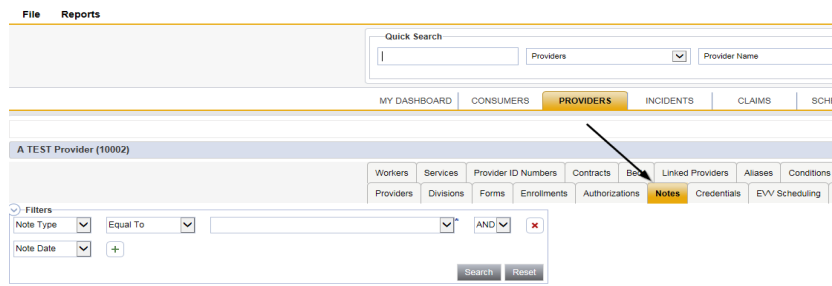 File Reports
Quick Search
Providers Provider Name
MY DASHBOARD CONSUMERS PROVIDERS INCIDENTS CLAIMS
A TEST Provider (10002)
Workers Services Provider ID Numbers Contracts Linked Providers Aliases Conditions
Providers Divisions Forms Enrollments Authorizations Notes Credentials EVV Scheduling
Filters
Note Type Equal To AND
Note Date +
Search Reset